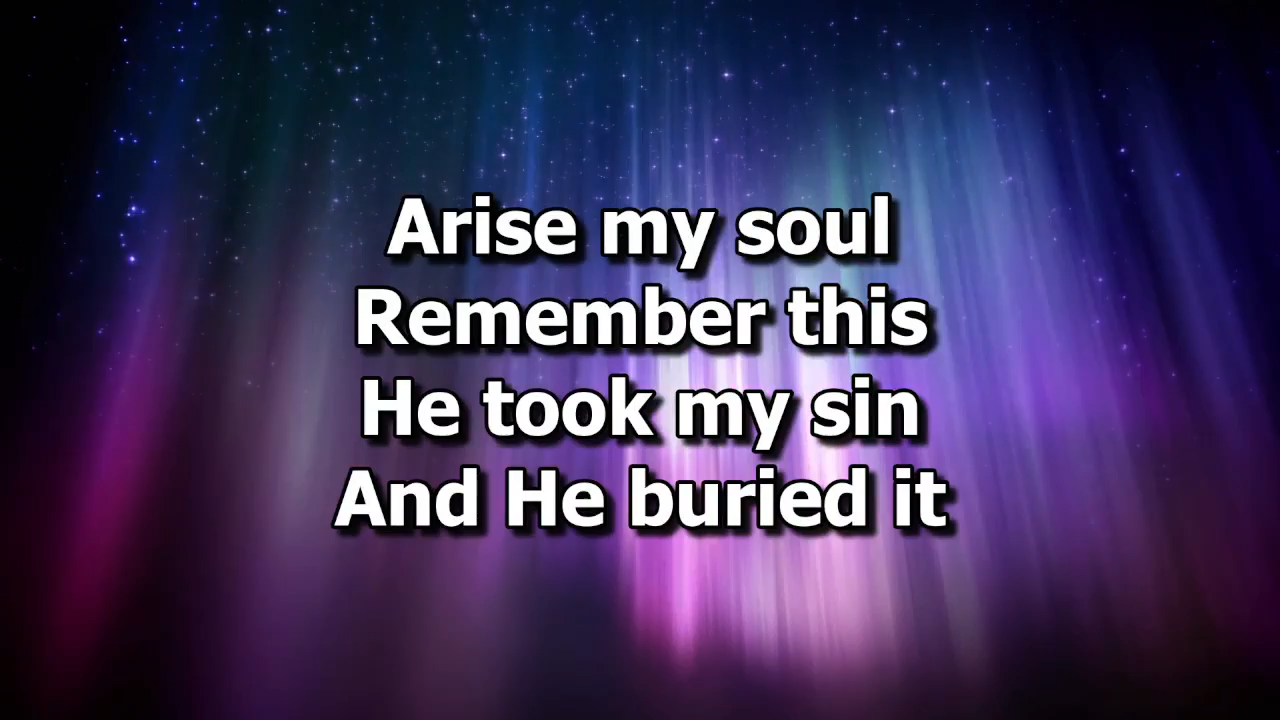 Arise my soul
Remember this
He took my sin
And He buried it